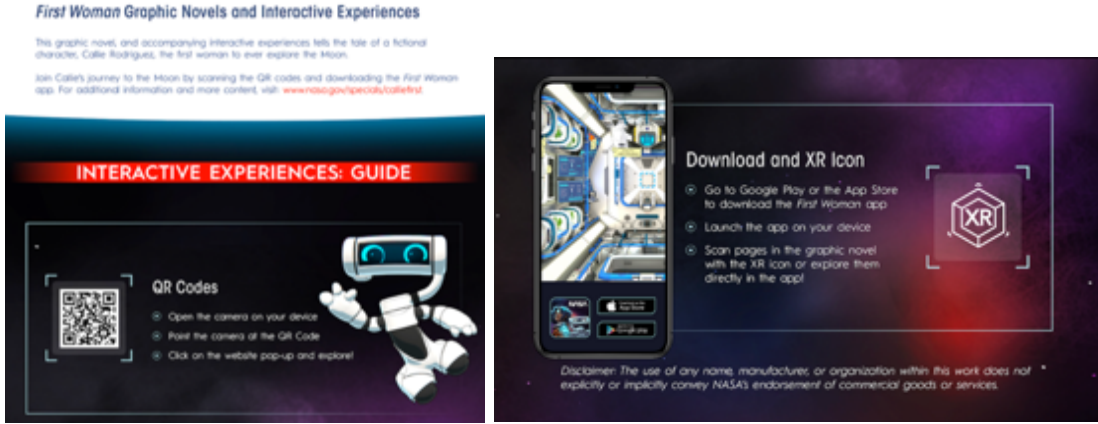 First Woman Graphic Novels and Interactive Experiences
This graphic novel, and accompanying interactive experiences tells the tale of a fictional
character, Callie Rodriguez, the first woman to ever explore the Moon.
Join Callie's journey to the Moon by scanning the QR codes and downloading the First Woman
app. For additional information and more content, visit: www.nasa.gov/specials/calliefirst
INTERACTIVE EXPERIENCES: GUIDE
QR Codes
Open the camera on your device
Point the camera at the QR Code
Click on the website pop-up and explore!
Download and XR Icon
Go to Google Play or the App Store
to download the First Woman app
Launch the app on your device
Scan pages in the graphic novel
with the XR icon or explore them
directly in the app!
XR
NASA
App Store
Google play
Disclaimer: The use of any name, manufacturer, or organization within this work does not
explicitly or implicitly convey NASA's endorsement of commercial goods or services.